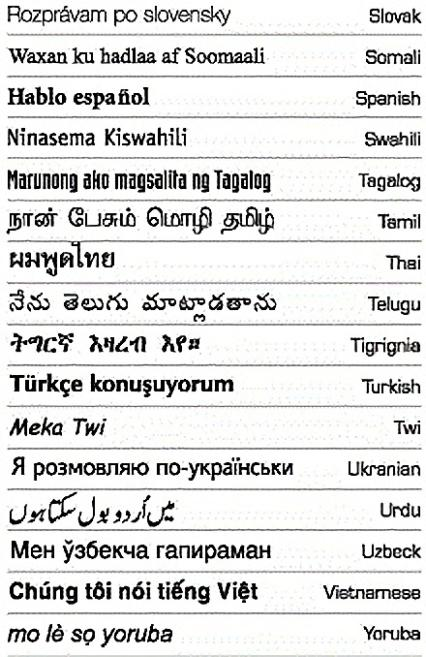 Rozprávam po slovensky Slovak
Waxan ku hadlaa af Soomaali Somali
Hablo español Spanish
Ninasema Kiswahili Swahili
Marunong ako magsalita ng Tagalog Tagalog
நான் பேசும் மொழி தமிழ் Tamil
ผมพูดไทย Thai
నేను తెలుగు మాట్లాడతాను Telugu
ትግርኛ እዛረብ እየ። Tigrignia
Türkçe konuşuyorum Turkish
Meka Twi Twi
Я розмовляю по-українськи Ukranian
میں اُردو بول سکتا ہوں Urdu
Мен ўзбекча гапираман Uzbeck
Chúng tôi nói tiếng Việt Vietnamese
mo lè sọ yoruba Yoruba